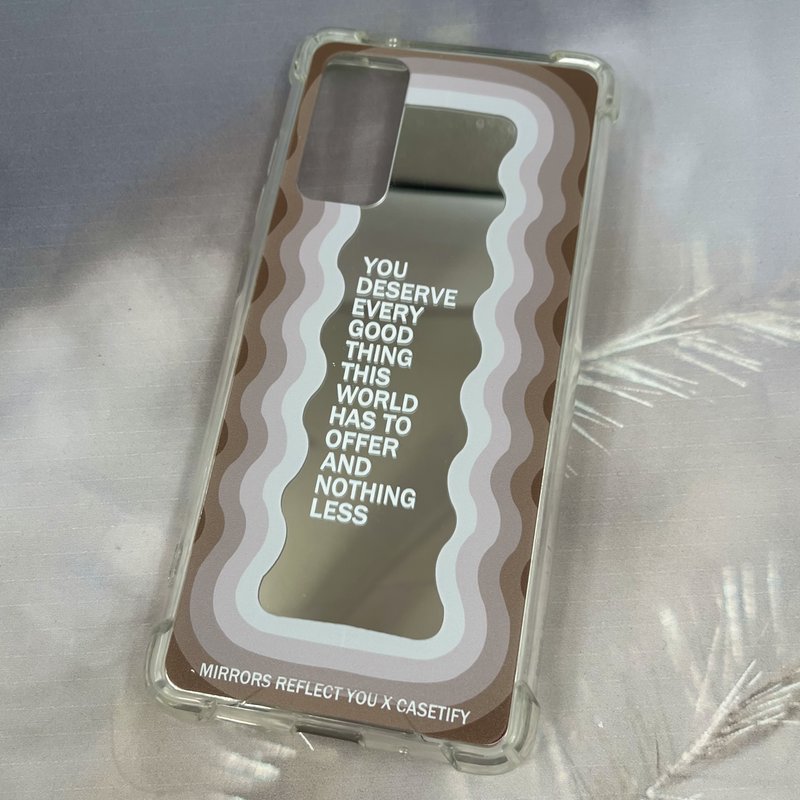 YOU
DESERVE
EVERY
GOOD
THING
THIS
WORLD
HAS TO
OFFER
AND
NOTHING
LESS
MIRRORS REFLECT YOU X CASETIFY